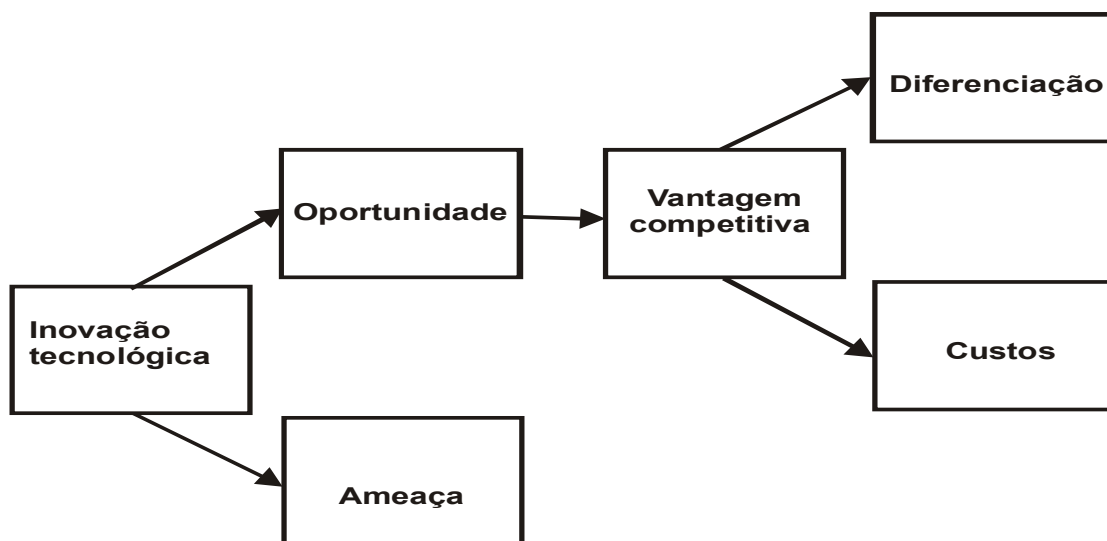 Diferenciação
Oportunidade
Vantagem
competitiva
Inovação
tecnológica
Custos
Ameaça